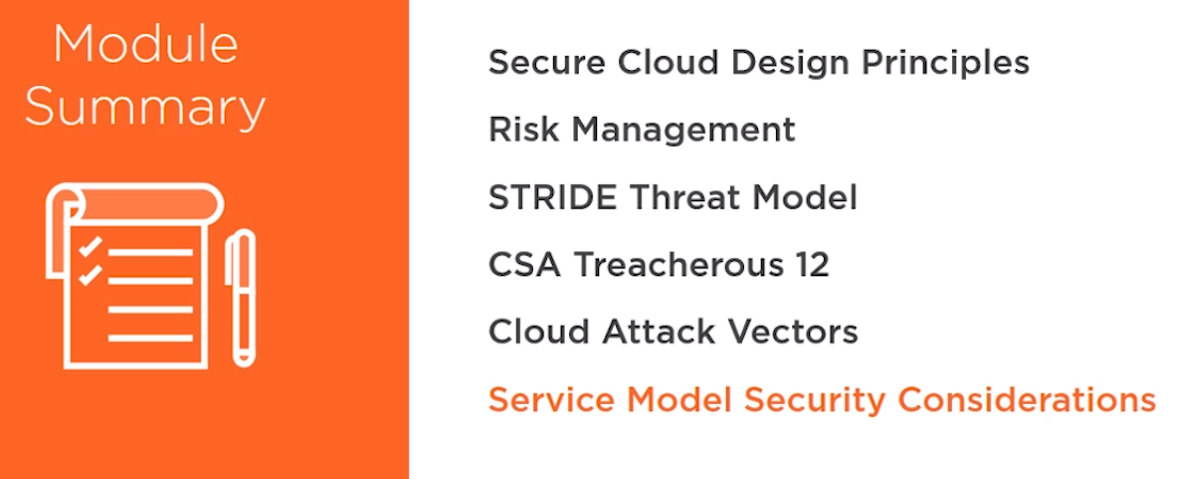 Module
Summary
Secure Cloud Design Principles
Risk Management
STRIDE Threat Model
CSA Treacherous 12
Cloud Attack Vectors
Service Model Security Considerations